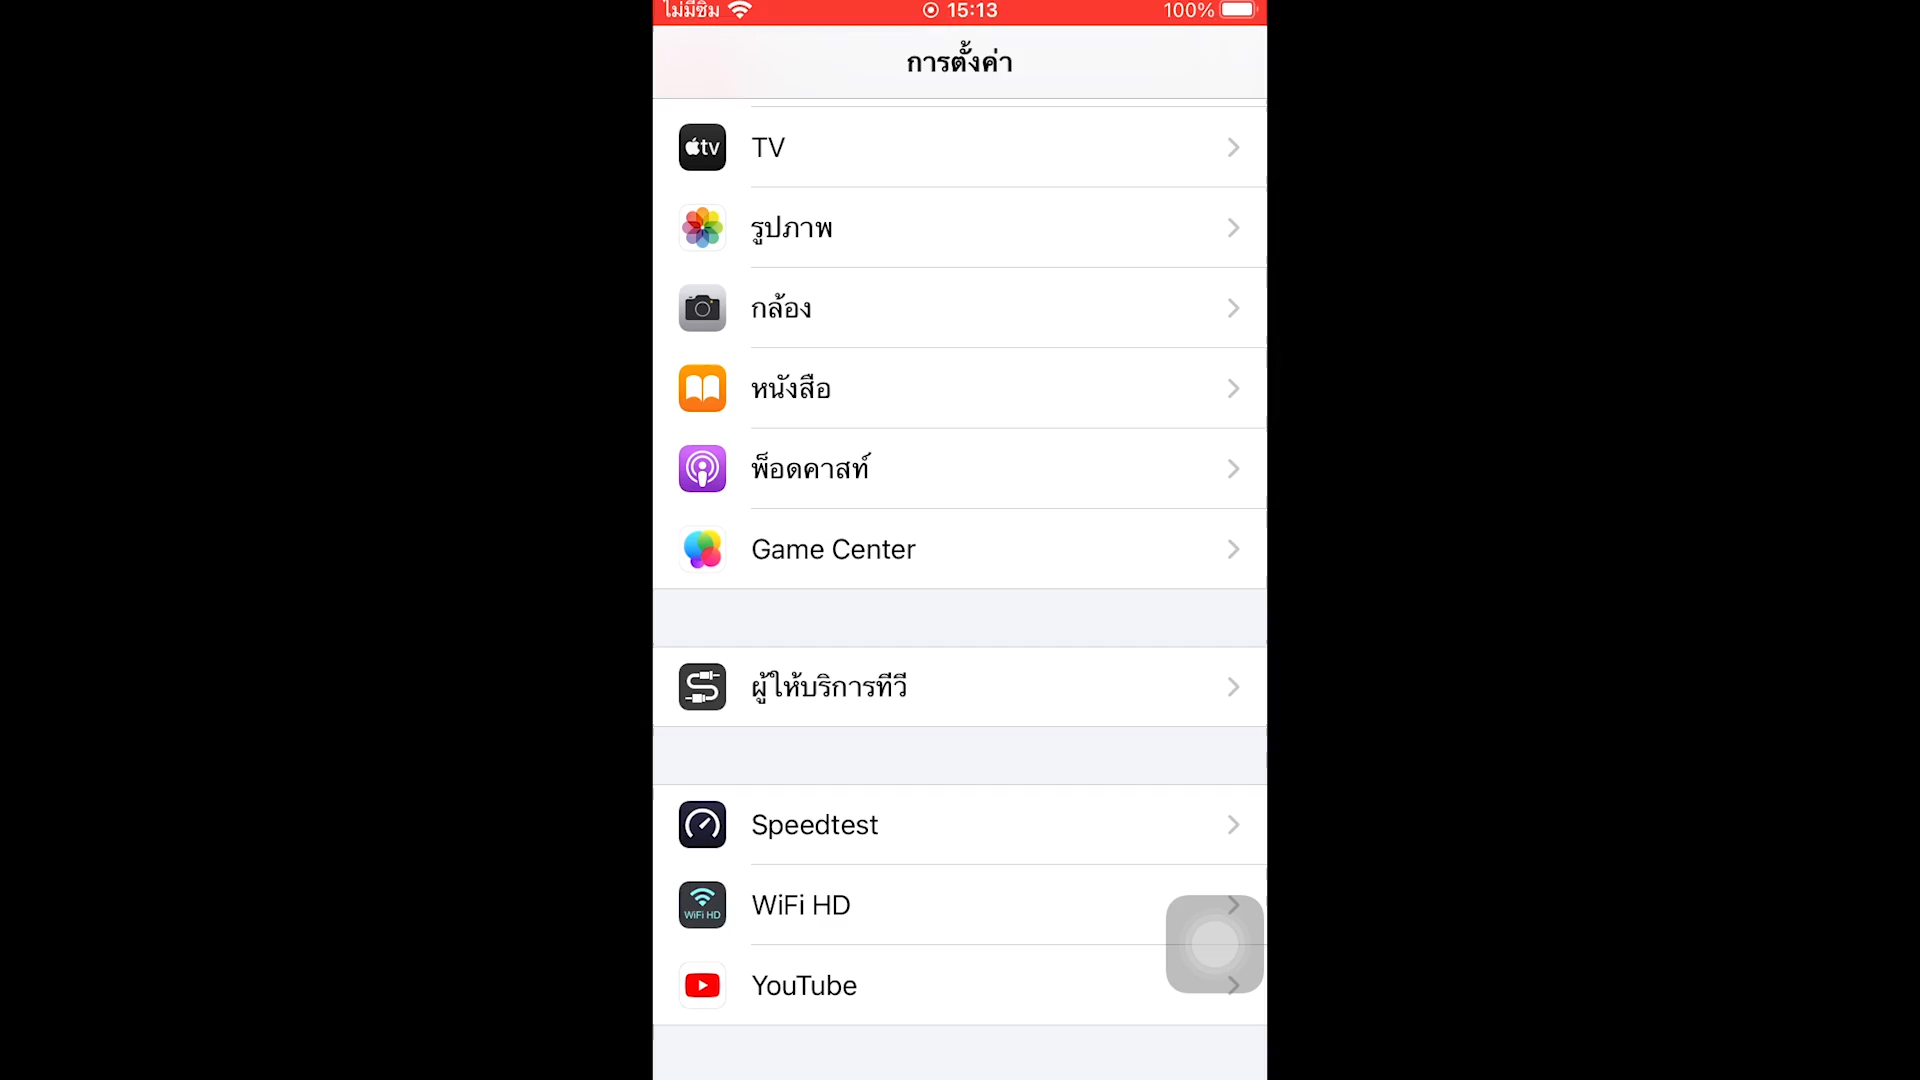 ไม่มีซิม 15:13 100%
การตั้งค่า
tv TV
รูปภาพ
กล้อง
หนังสือ
พ็อดคาสท์
Game Center
ผู้ให้บริการทีวี
Speedtest
WiFi HD WiFi HD
YouTube